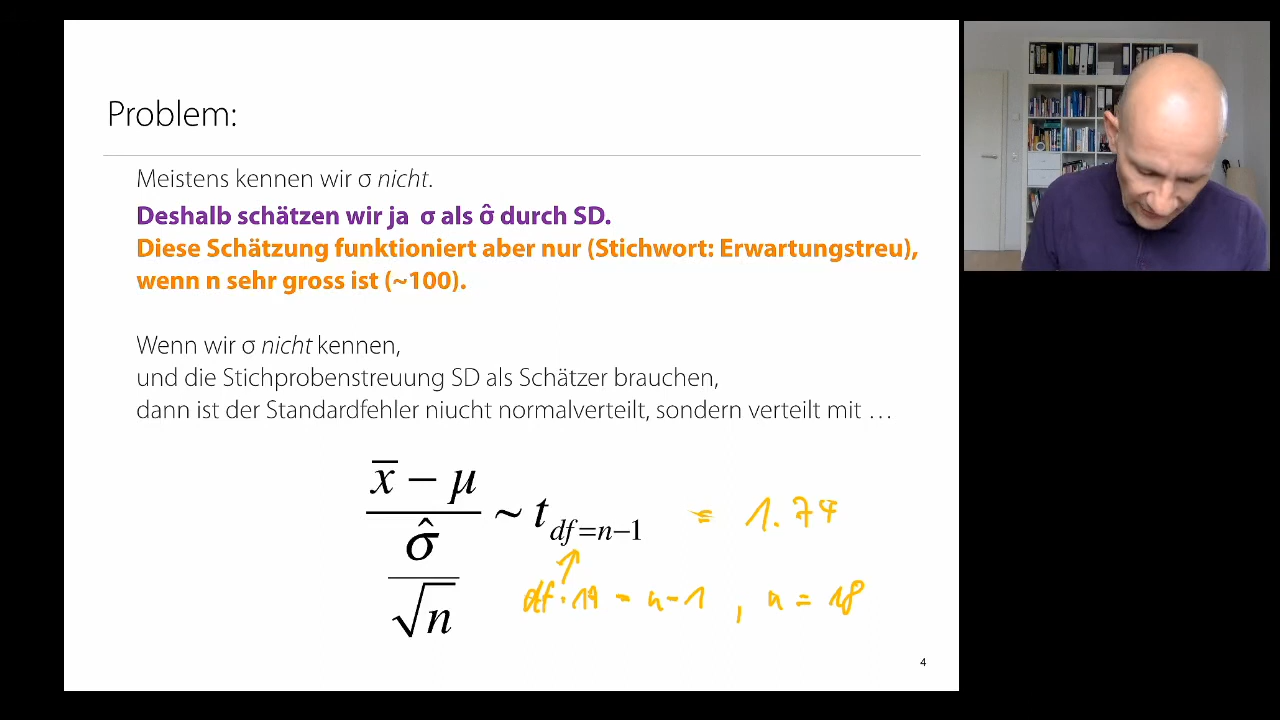 Problem:
Meistens kennen wir σ nicht.
Deshalb schätzen wir ja σ als σ̂ durch SD.
Diese Schätzung funktioniert aber nur (Stichwort: Erwartungstreu),
wenn n sehr gross ist (~100).
Wenn wir σ nicht kennen,
und die Stichprobenstreuung SD als Schätzer brauchen,
dann ist der Standardfehler niucht normalverteilt, sondern verteilt mit …
x̄ − μ
σ̂ ~ t df=n−1 = 1.74
√n
df = 17 = n-1 , n = 18
4